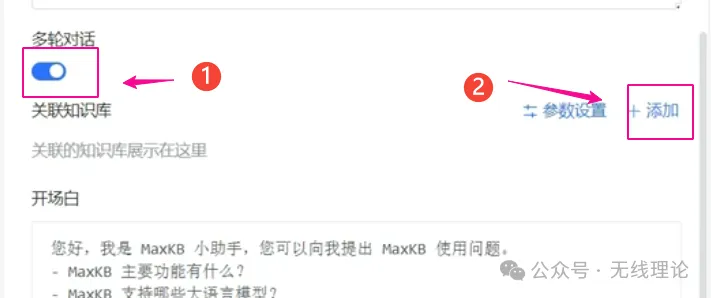 多轮对话
1
2
关联知识库
参数设置
+ 添加
关联的知识库展示在这里
开场白
您好，我是 MaxKB 小助手，您可以向我提出 MaxKB 使用问题。
- MaxKB 主要功能有什么？
- MaxKB 支持哪些大语言模型？
公众号 · 无线理论